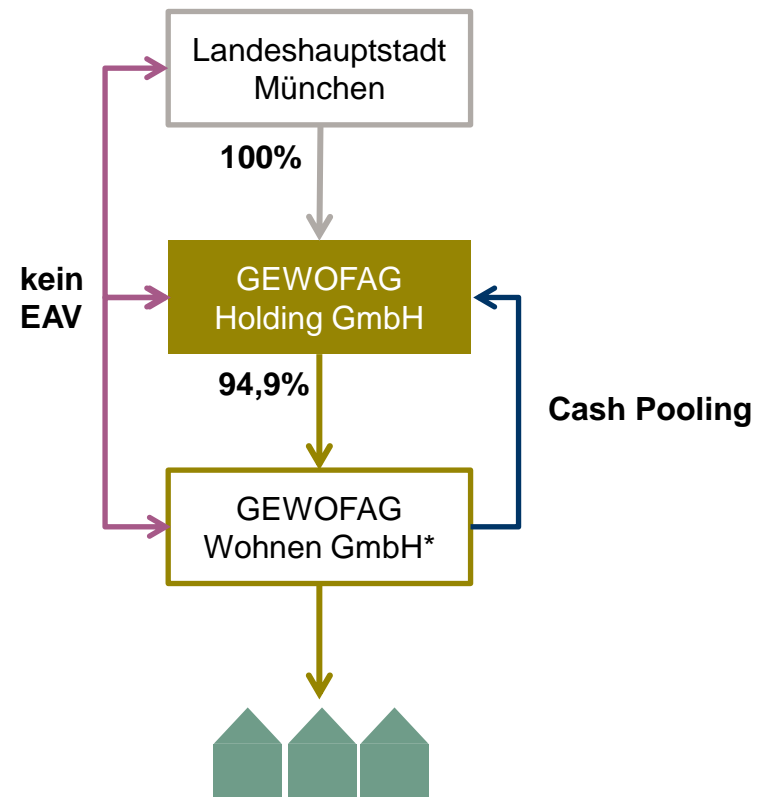 Landeshauptstadt
München
100%
kein
EAV
GEWOFAG
Holding GmbH
94,9%
Cash Pooling
GEWOFAG
Wohnen GmbH*